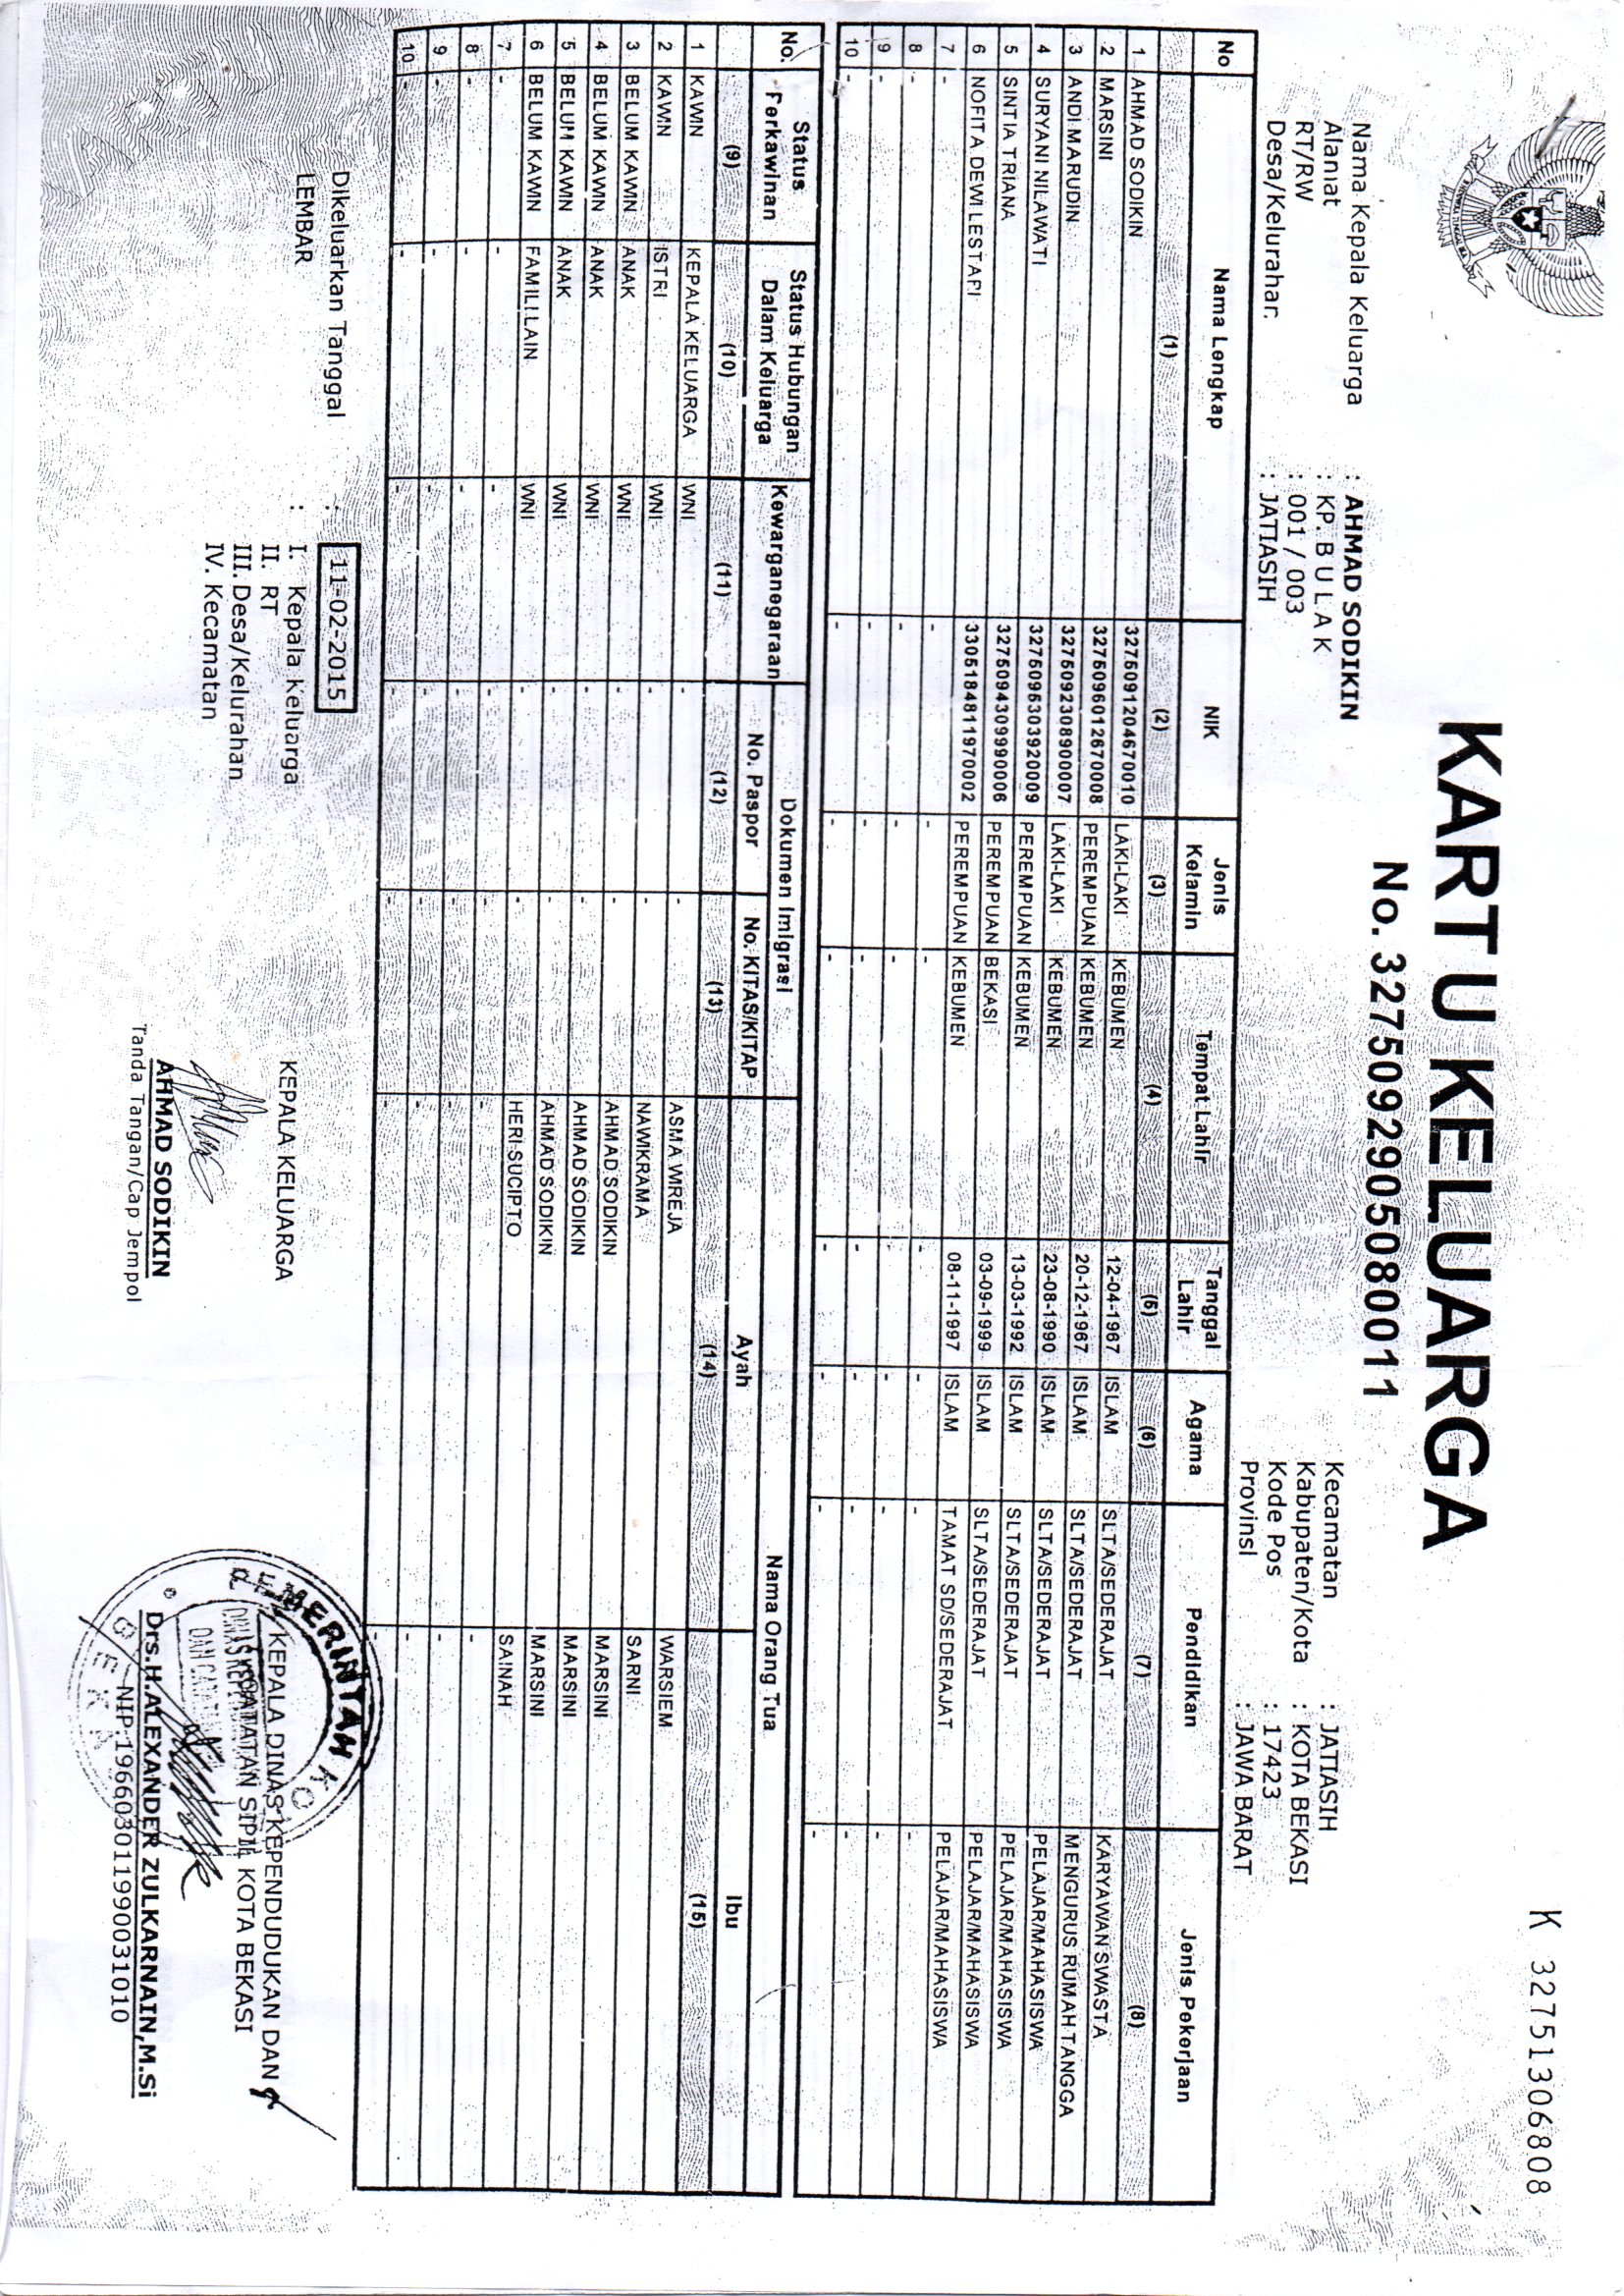 K 32751306808
KARTU KELUARGA
No. 3275092905080011
Nama Kepala Keluarga : AHMAD SODIKIN
Alamat : KP. B U L A K
RT/RW : 001 / 003
Desa/Kelurahan : JATIASIH
Kecamatan : JATIASIH
Kabupaten/Kota : KOTA BEKASI
Kode Pos : 17423
Provinsi : JAWA BARAT
No Nama Lengkap NIK Jenis Kelamin Tempat Lahir Tanggal Lahir Agama Pendidikan Jenis Pekerjaan
(1) (2) (3) (4) (5) (6) (7) (8)
1 AHMAD SODIKIN 3275091204670010 LAKI-LAKI KEBUMEN 12-04-1967 ISLAM SLTA/SEDERAJAT KARYAWAN SWASTA
2 MARSINI 3275096012670008 PEREMPUAN KEBUMEN 20-12-1967 ISLAM SLTA/SEDERAJAT MENGURUS RUMAH TANGGA
3 ANDI MARUDIN 3275092308900007 LAKI-LAKI KEBUMEN 23-08-1990 ISLAM SLTA/SEDERAJAT PELAJAR/MAHASISWA
4 SURYANI NILAWATI 3275095303920009 PEREMPUAN KEBUMEN 13-03-1992 ISLAM SLTA/SEDERAJAT PELAJAR/MAHASISWA
5 SINTIA TRIANA 3275094309990006 PEREMPUAN BEKASI 03-09-1999 ISLAM SLTA/SEDERAJAT PELAJAR/MAHASISWA
6 NOFITA DEWI LESTARI 3305184811970002 PEREMPUAN KEBUMEN 08-11-1997 ISLAM TAMAT SD/SEDERAJAT PELAJAR/MAHASISWA
7 - - - - - - - -
8 - - - - - - - -
9 - - - - - - - -
10 - - - - - - - -
No. Status Perkawinan Status Hubungan Dalam Keluarga Kewarganegaraan Dokumen Imigrasi Nama Orang Tua
No. Paspor No. KITAS/KITAP Ayah Ibu
(9) (10) (11) (12) (13) (14) (15)
1 KAWIN KEPALA KELUARGA WNI - - ASMA WIREJA WARSIEM
2 KAWIN ISTRI WNI - - NAWIKRAMA SARNI
3 BELUM KAWIN ANAK WNI - - AHMAD SODIKIN MARSINI
4 BELUM KAWIN ANAK WNI - - AHMAD SODIKIN MARSINI
5 BELUM KAWIN ANAK WNI - - AHMAD SODIKIN MARSINI
6 BELUM KAWIN FAMILI LAIN WNI - - HERI SUCIPTO SAINAH
7 - - - - - - -
8 - - - - - - -
9 - - - - - - -
10 - - - - - - -
Dikeluarkan Tanggal : 11-02-2015
LEMBAR : I. Kepala Keluarga
II. RT
III. Desa/Kelurahan
IV. Kecamatan
KEPALA KELUARGA
AHMAD SODIKIN
Tanda Tangan/Cap Jempol
KEPALA DINAS KEPENDUDUKAN DAN
CATATAN SIPIL KOTA BEKASI
PEMERINTAH KOTA
BEKASI
Drs.H.ALEXANDER ZULKARNAIN,M.Si
NIP:196603011990031010